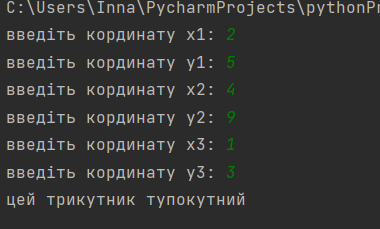 C:\Users\Inna\PycharmProjects\pythonPr
введіть кординату x1: 2
введіть кординату y1: 5
введіть кординату x2: 4
введіть кординату y2: 9
введіть кординату x3: 1
введіть кординату y3: 3
цей трикутник тупокутний